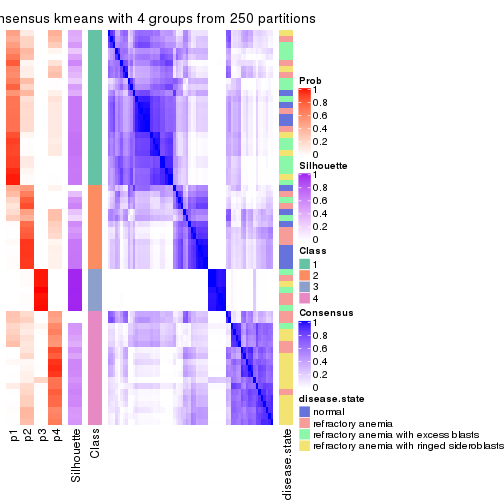 nsensus kmeans with 4 groups from 250 partitions
Prob
1
0.8
0.6
0.4
0.2
0
Silhouette
1
0.8
0.6
0.4
0.2
0
Class
1
2
3
4
Consensus
1
0.8
0.6
0.4
0.2
0
disease.state
normal
refractory anemia
refractory anemia with excess blasts
refractory anemia with ringed sideroblasts
p1
p2
p3
p4
Silhouette
Class
disease.state